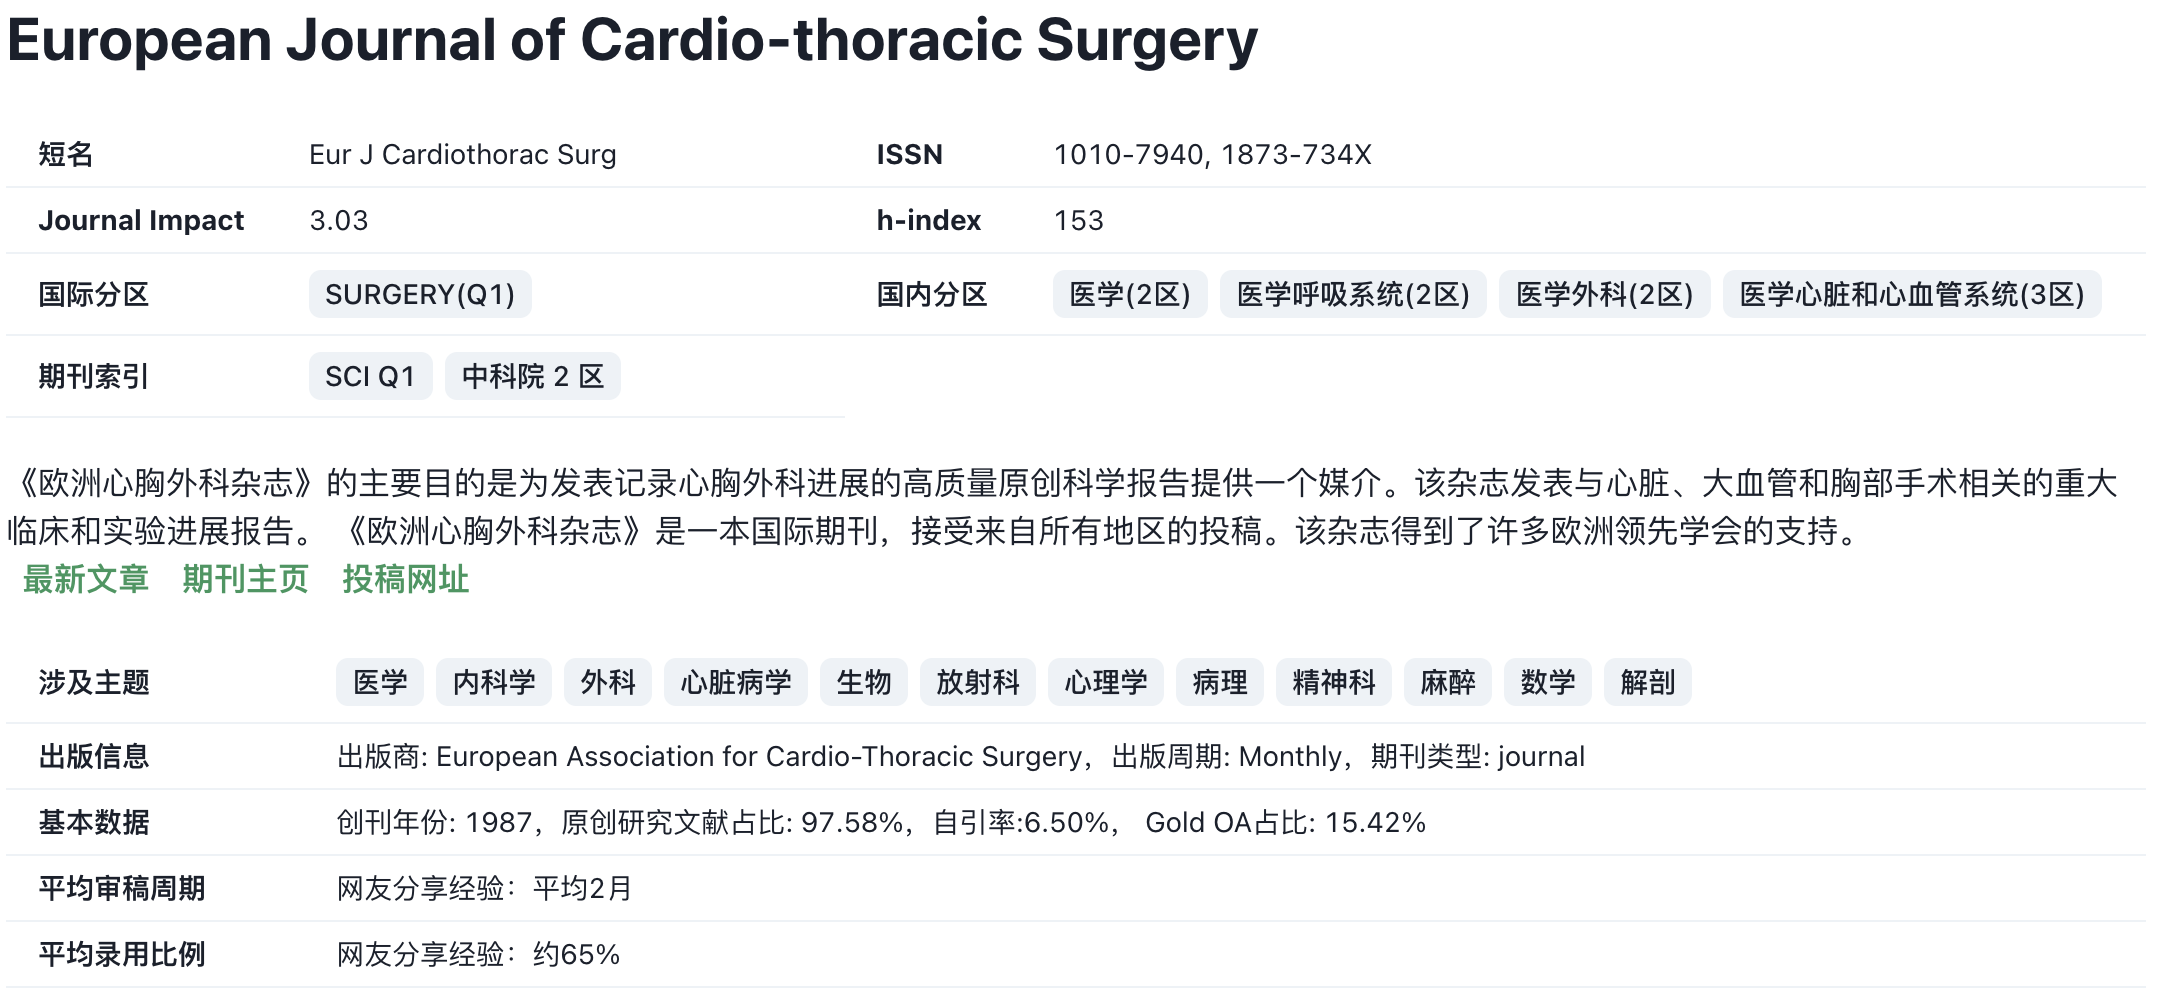 European Journal of Cardio-thoracic Surgery
短名 Eur J Cardiothorac Surg ISSN 1010-7940, 1873-734X
Journal Impact 3.03 h-index 153
国际分区 SURGERY(Q1) 国内分区 医学(2区) 医学呼吸系统(2区) 医学外科(2区) 医学心脏和心血管系统(3区)
期刊索引 SCI Q1 中科院 2 区
《欧洲心胸外科杂志》的主要目的是为发表记录心胸外科进展的高质量原创科学报告提供一个媒介。该杂志发表与心脏、大血管和胸部手术相关的重大
临床和实验进展报告。 《欧洲心胸外科杂志》是一本国际期刊，接受来自所有地区的投稿。该杂志得到了许多欧洲领先学会的支持。
最新文章 期刊主页 投稿网址
涉及主题 医学 内科学 外科 心脏病学 生物 放射科 心理学 病理 精神科 麻醉 数学 解剖
出版信息 出版商: European Association for Cardio-Thoracic Surgery，出版周期: Monthly，期刊类型: journal
基本数据 创刊年份: 1987，原创研究文献占比: 97.58%，自引率:6.50%， Gold OA占比: 15.42%
平均审稿周期 网友分享经验：平均2月
平均录用比例 网友分享经验：约65%